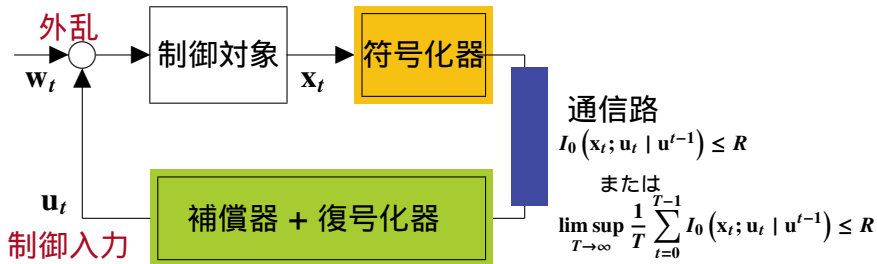 外乱
w_t
制御対象
x_t
符号化器
通信路
I_0 (x_t; u_t | u^{t-1}) ≤ R
または
lim sup_{T→∞} \frac{1}{T} \sum_{t=0}^{T-1} I_0 (x_t; u_t | u^{t-1}) ≤ R
補償器 + 復号化器
u_t
制御入力